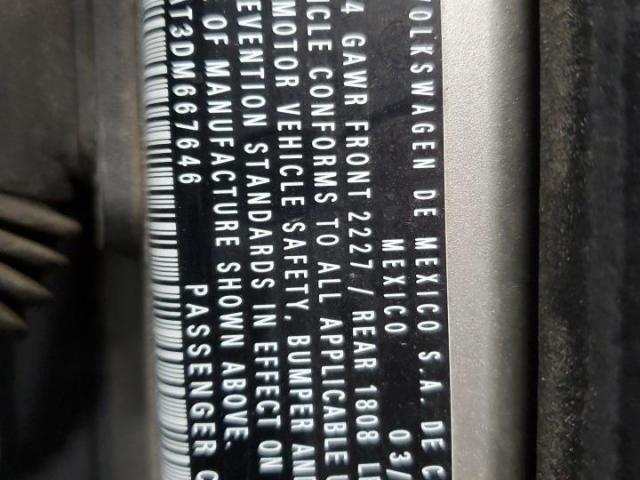 VOLKSWAGEN DE MEXICO S.A. DE C
MEXICO 03/
4 GAWR FRONT 2227 / REAR 1808 L
ICLE CONFORMS TO ALL APPLICABLE U
MOTOR VEHICLE SAFETY, BUMPER AN
EVENTION STANDARDS IN EFFECT ON
OF MANUFACTURE SHOWN ABOVE.
AT3DM667646 PASSENGER C